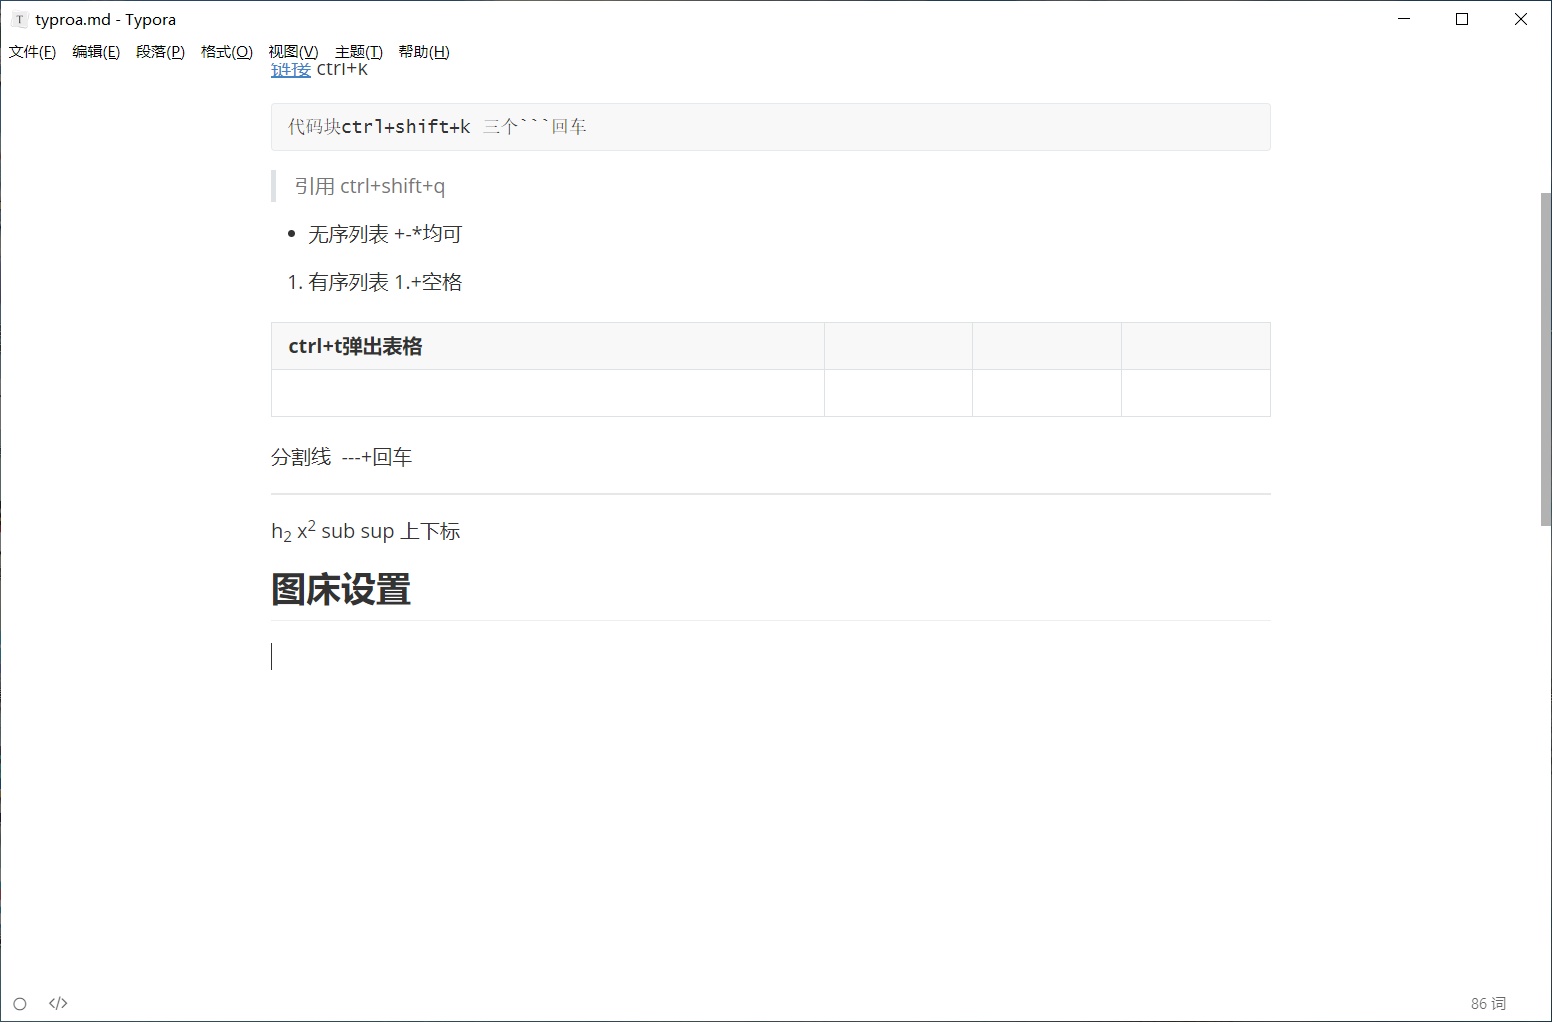 T typroa.md - Typora
文件(F) 编辑(E) 段落(P) 格式(O) 视图(V) 主题(T) 帮助(H)
链接 ctrl+k
代码块ctrl+shift+k 三个```回车
引用 ctrl+shift+q
• 无序列表 +-*均可
1. 有序列表 1.+空格
ctrl+t弹出表格
分割线 ---+回车
h₂ x² sub sup 上下标
图床设置
</> 86 词